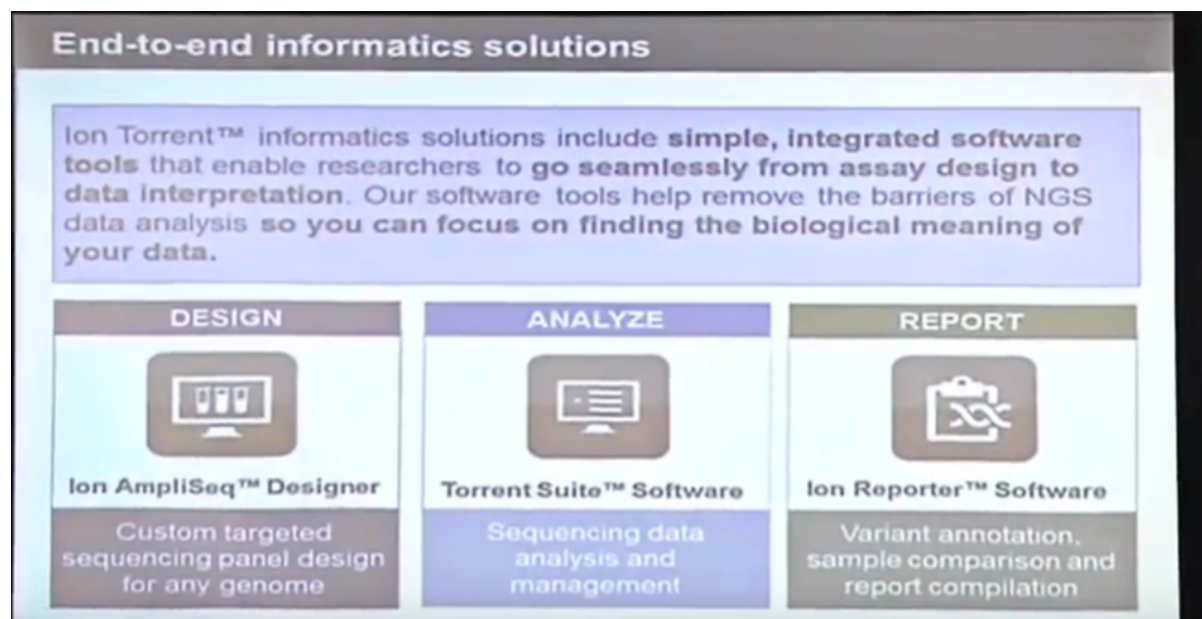 End-to-end informatics solutions
Ion Torrent™ informatics solutions include simple, integrated software
tools that enable researchers to go seamlessly from assay design to
data interpretation. Our software tools help remove the barriers of NGS
data analysis so you can focus on finding the biological meaning of
your data.
DESIGN
Ion AmpliSeq™ Designer
Custom targeted
sequencing panel design
for any genome
ANALYZE
Torrent Suite™ Software
Sequencing data
analysis and
management
REPORT
Ion Reporter™ Software
Variant annotation,
sample comparison and
report compilation